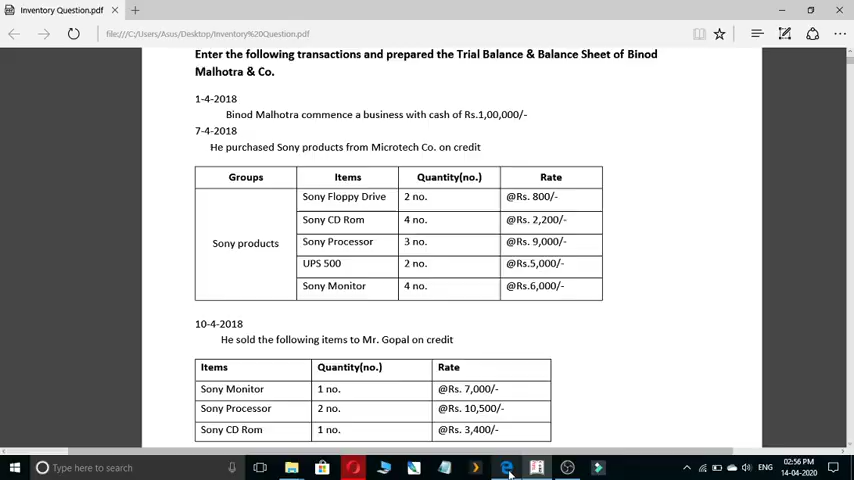 Inventory Question.pdf
file:///C:/Users/Asus/Desktop/Inventory%20Question.pdf
Enter the following transactions and prepared the Trial Balance & Balance Sheet of Binod
Malhotra & Co.
1-4-2018
Binod Malhotra commence a business with cash of Rs.1,00,000/-
7-4-2018
He purchased Sony products from Microtech Co. on credit
Groups Items Quantity(no.) Rate
Sony Floppy Drive 2 no. @Rs. 800/-
Sony CD Rom 4 no. @Rs. 2,200/-
Sony products Sony Processor 3 no. @Rs. 9,000/-
UPS 500 2 no. @Rs.5,000/-
Sony Monitor 4 no. @Rs.6,000/-
10-4-2018
He sold the following items to Mr. Gopal on credit
Items Quantity(no.) Rate
Sony Monitor 1 no. @Rs. 7,000/-
Sony Processor 2 no. @Rs. 10,500/-
Sony CD Rom 1 no. @Rs. 3,400/-
Type here to search ENG 02:56 PM
14-04-2020